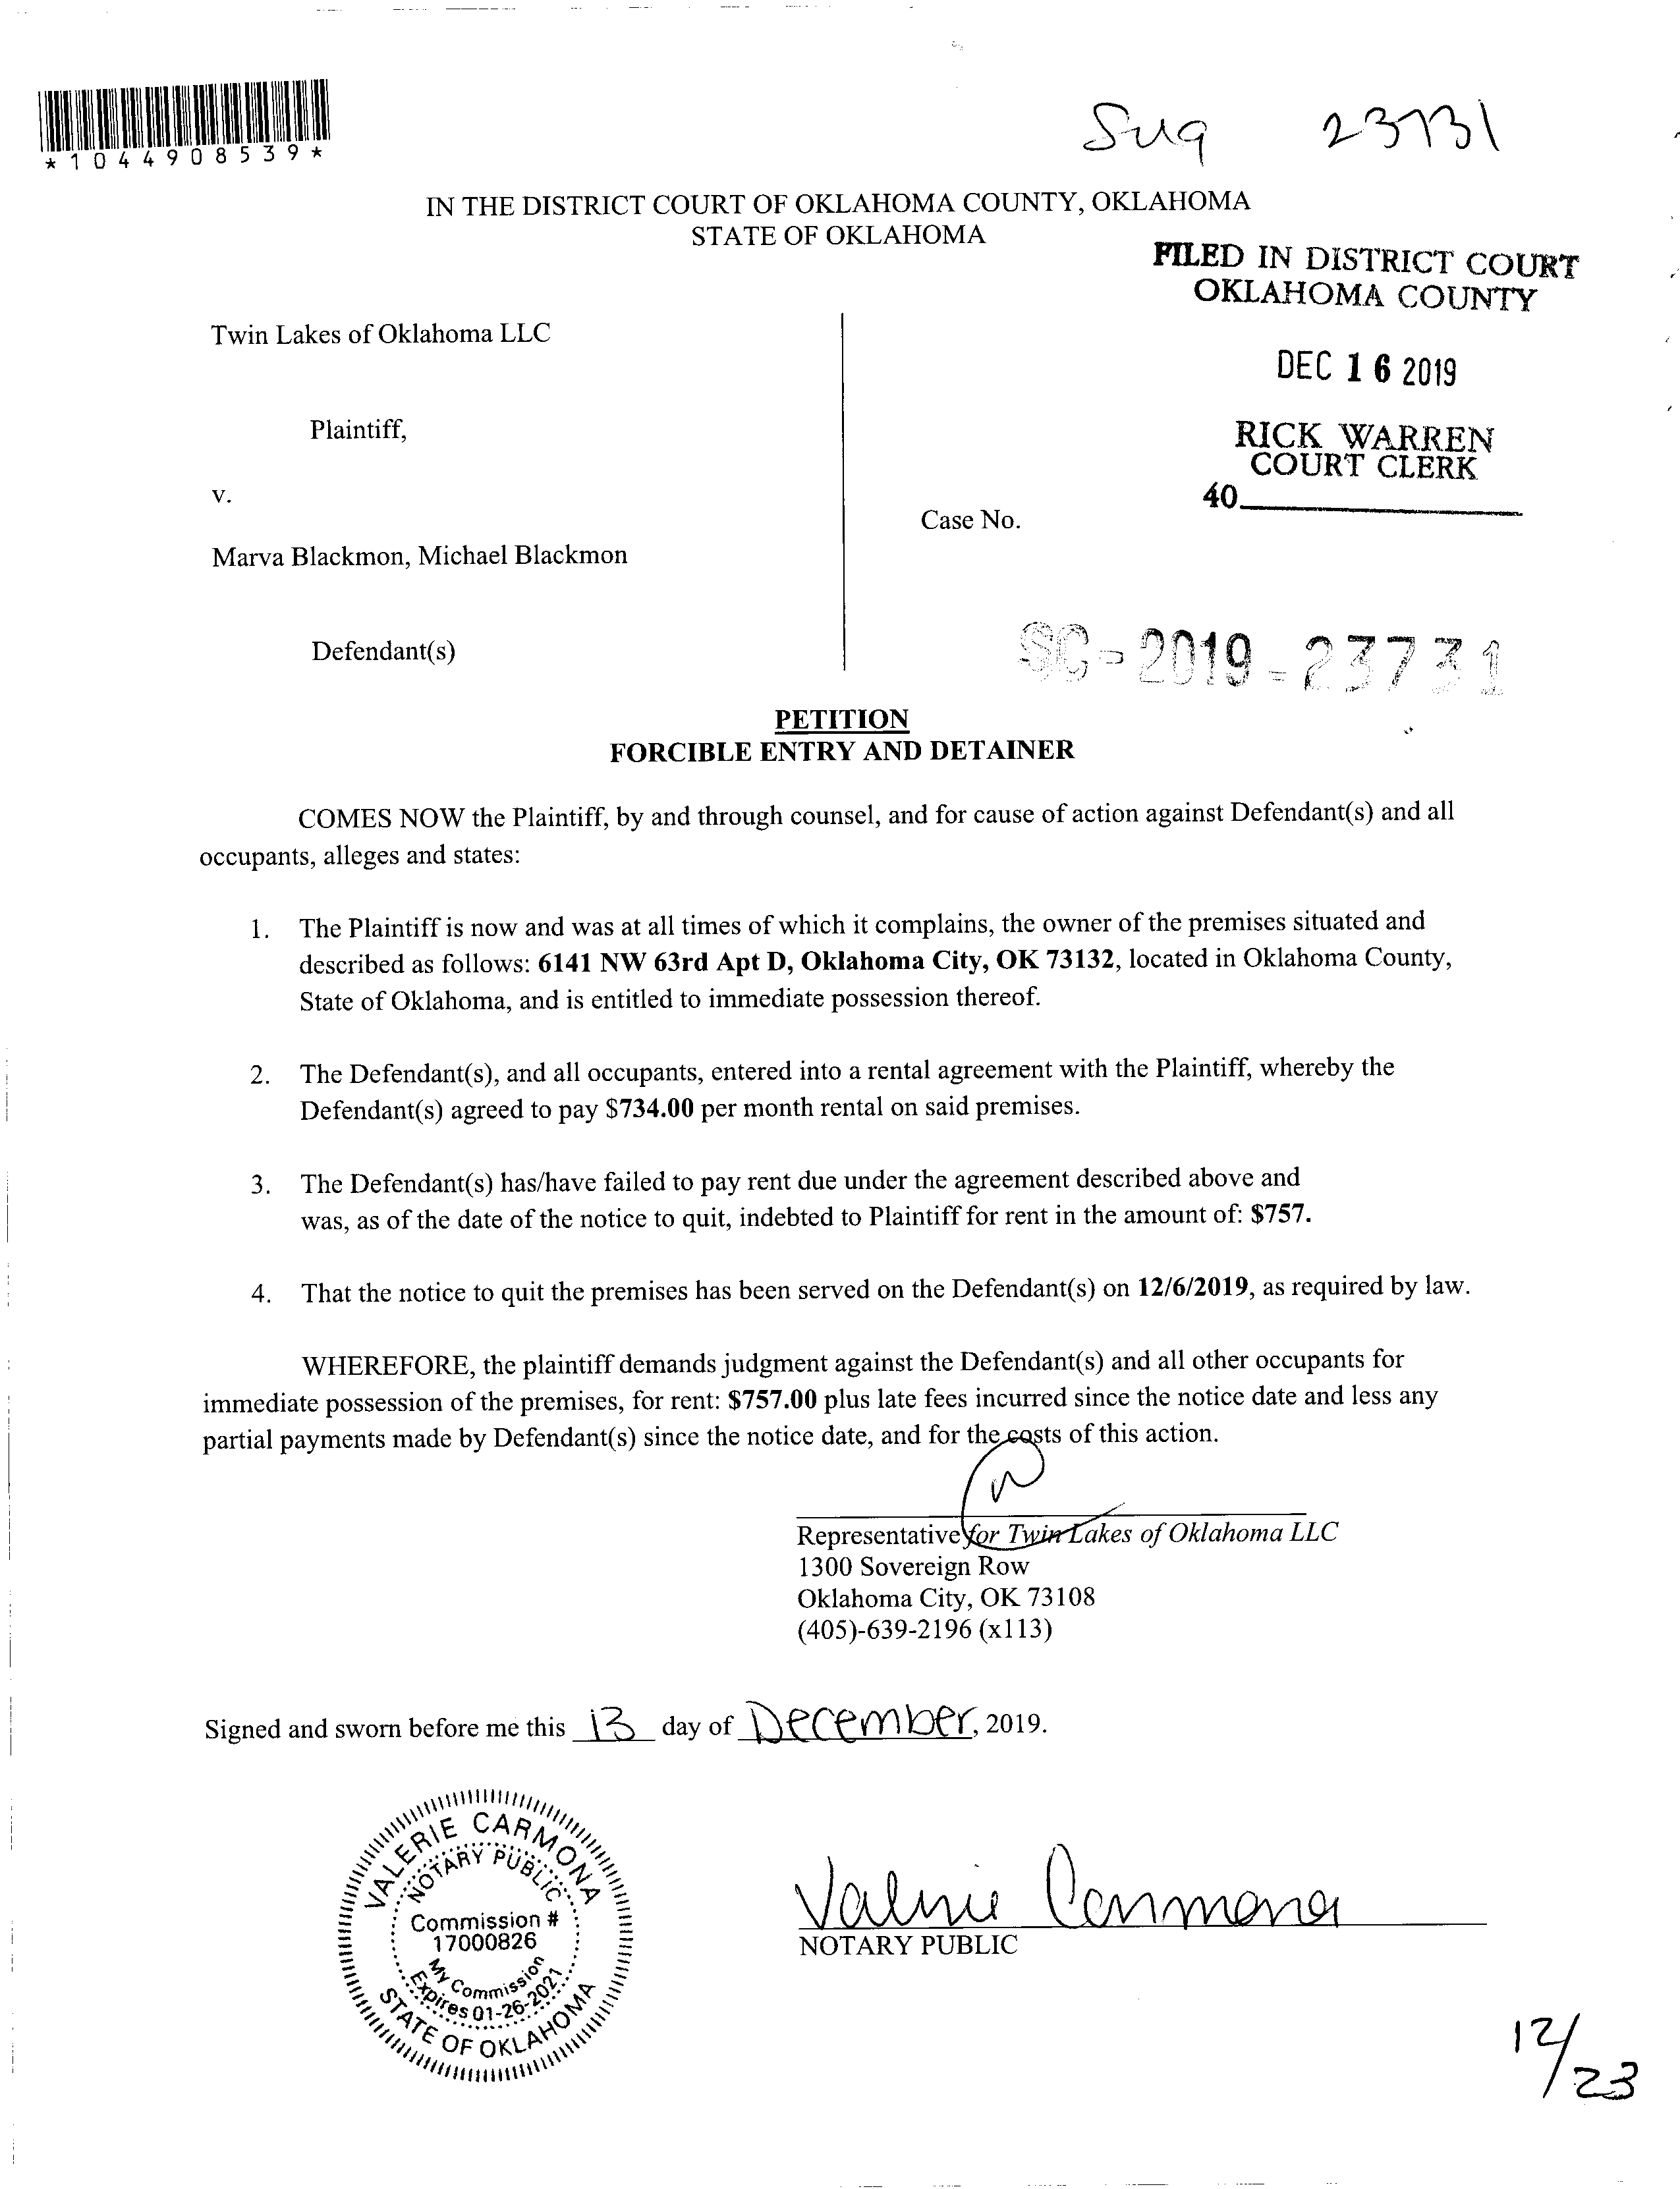 *1044908539*
Sug 23731
IN THE DISTRICT COURT OF OKLAHOMA COUNTY, OKLAHOMA
STATE OF OKLAHOMA
FILED IN DISTRICT COURT
OKLAHOMA COUNTY
Twin Lakes of Oklahoma LLC
DEC 16 2019
Plaintiff,
RICK WARREN
COURT CLERK
40
v.
Case No.
Marva Blackmon, Michael Blackmon
Defendant(s)
SC-2019-23731
PETITION
FORCIBLE ENTRY AND DETAINER
COMES NOW the Plaintiff, by and through counsel, and for cause of action against Defendant(s) and all
occupants, alleges and states:
1. The Plaintiff is now and was at all times of which it complains, the owner of the premises situated and
described as follows: 6141 NW 63rd Apt D, Oklahoma City, OK 73132, located in Oklahoma County,
State of Oklahoma, and is entitled to immediate possession thereof.
2. The Defendant(s), and all occupants, entered into a rental agreement with the Plaintiff, whereby the
Defendant(s) agreed to pay $734.00 per month rental on said premises.
3. The Defendant(s) has/have failed to pay rent due under the agreement described above and
was, as of the date of the notice to quit, indebted to Plaintiff for rent in the amount of: $757.
4. That the notice to quit the premises has been served on the Defendant(s) on 12/6/2019, as required by law.
WHEREFORE, the plaintiff demands judgment against the Defendant(s) and all other occupants for
immediate possession of the premises, for rent: $757.00 plus late fees incurred since the notice date and less any
partial payments made by Defendant(s) since the notice date, and for the costs of this action.
Representative for Twin Lakes of Oklahoma LLC
1300 Sovereign Row
Oklahoma City, OK 73108
(405)-639-2196 (x113)
Signed and sworn before me this 13 day of December, 2019.
VALERIE CARMONA
NOTARY PUBLIC
Commission #
17000826
My Commission
Expires 01-26-2021
STATE OF OKLAHOMA
Valerie Carmona
NOTARY PUBLIC
12/23